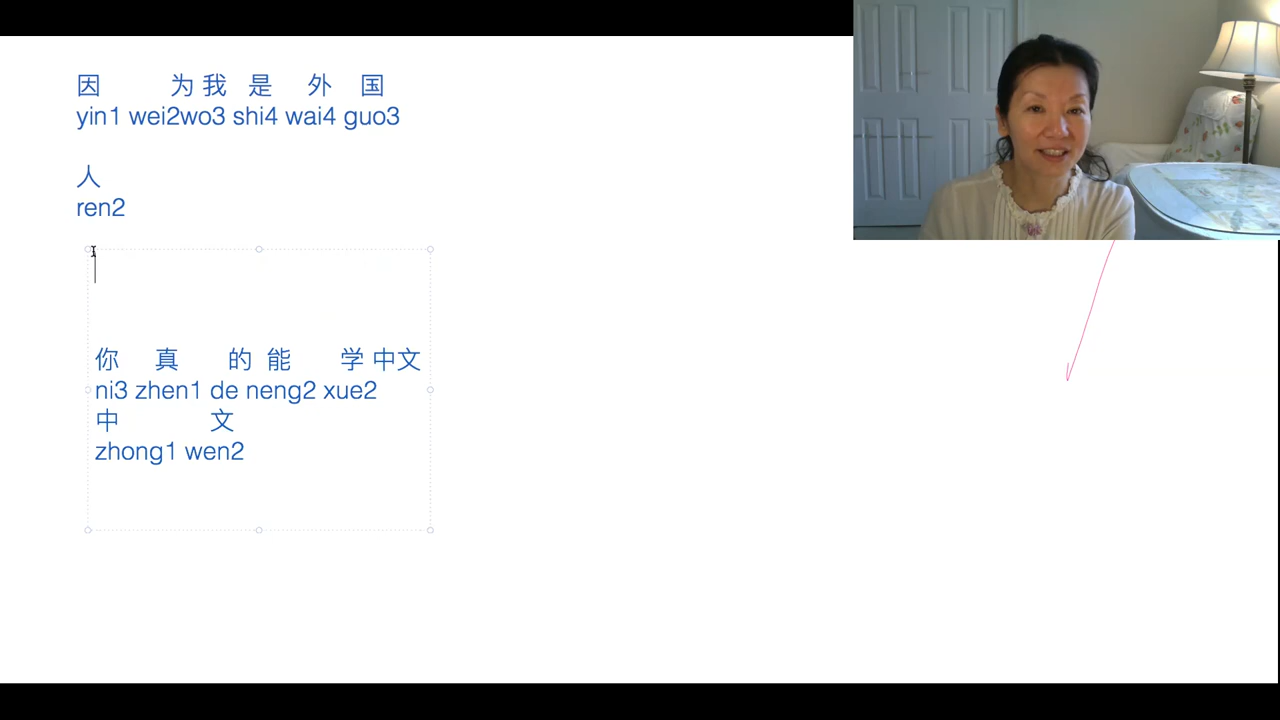 因 为 我 是 外 国
yin1 wei2wo3 shi4 wai4 guo3
人
ren2
你 真 的 能 学 中文
ni3 zhen1 de neng2 xue2
中 文
zhong1 wen2